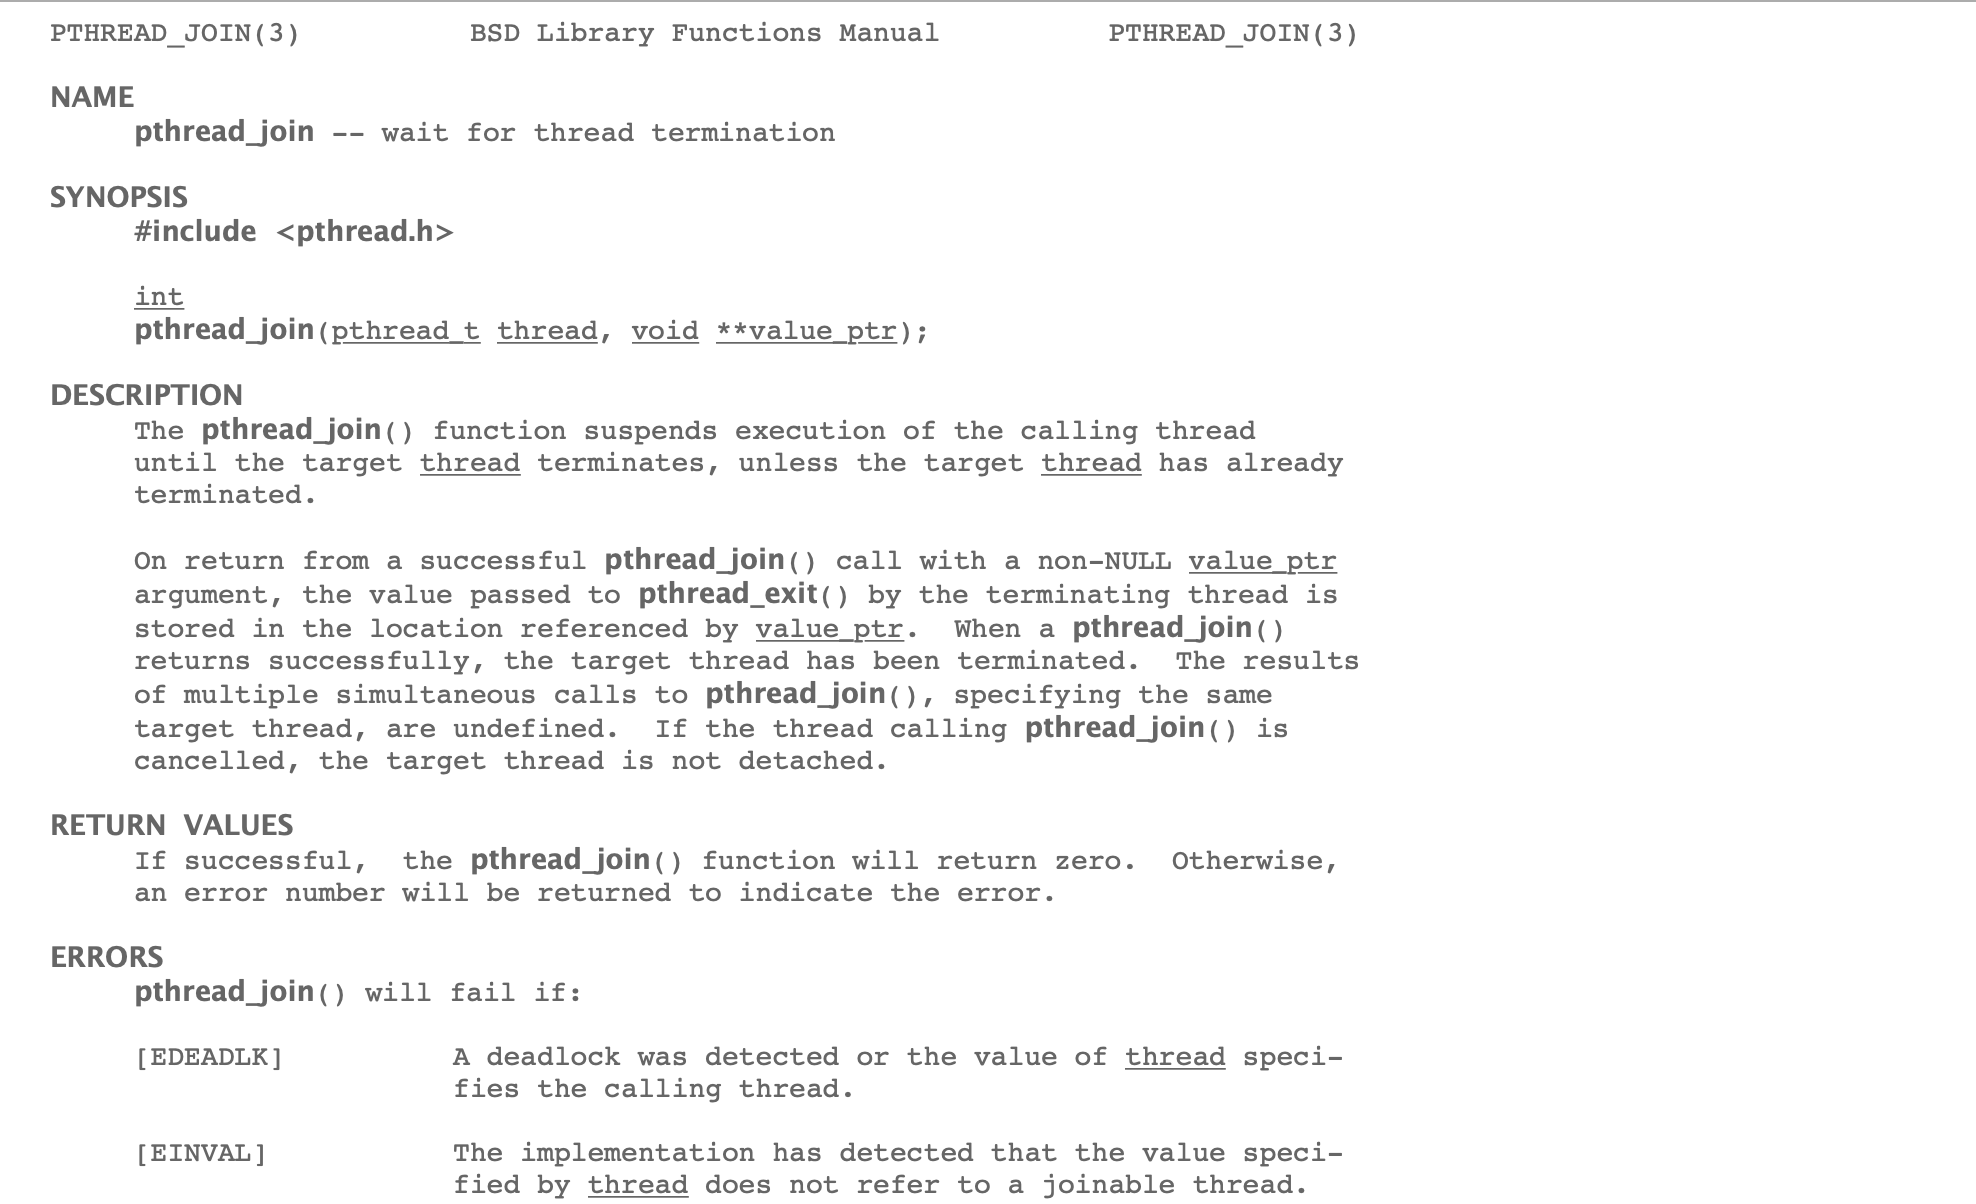 PTHREAD_JOIN(3) BSD Library Functions Manual PTHREAD_JOIN(3)
NAME
pthread_join -- wait for thread termination
SYNOPSIS
#include <pthread.h>
int
pthread_join(pthread_t thread, void **value_ptr);
DESCRIPTION
The pthread_join() function suspends execution of the calling thread
until the target thread terminates, unless the target thread has already
terminated.
On return from a successful pthread_join() call with a non-NULL value_ptr
argument, the value passed to pthread_exit() by the terminating thread is
stored in the location referenced by value_ptr. When a pthread_join()
returns successfully, the target thread has been terminated. The results
of multiple simultaneous calls to pthread_join(), specifying the same
target thread, are undefined. If the thread calling pthread_join() is
cancelled, the target thread is not detached.
RETURN VALUES
If successful, the pthread_join() function will return zero. Otherwise,
an error number will be returned to indicate the error.
ERRORS
pthread_join() will fail if:
[EDEADLK] A deadlock was detected or the value of thread speci-
fies the calling thread.
[EINVAL] The implementation has detected that the value speci-
fied by thread does not refer to a joinable thread.